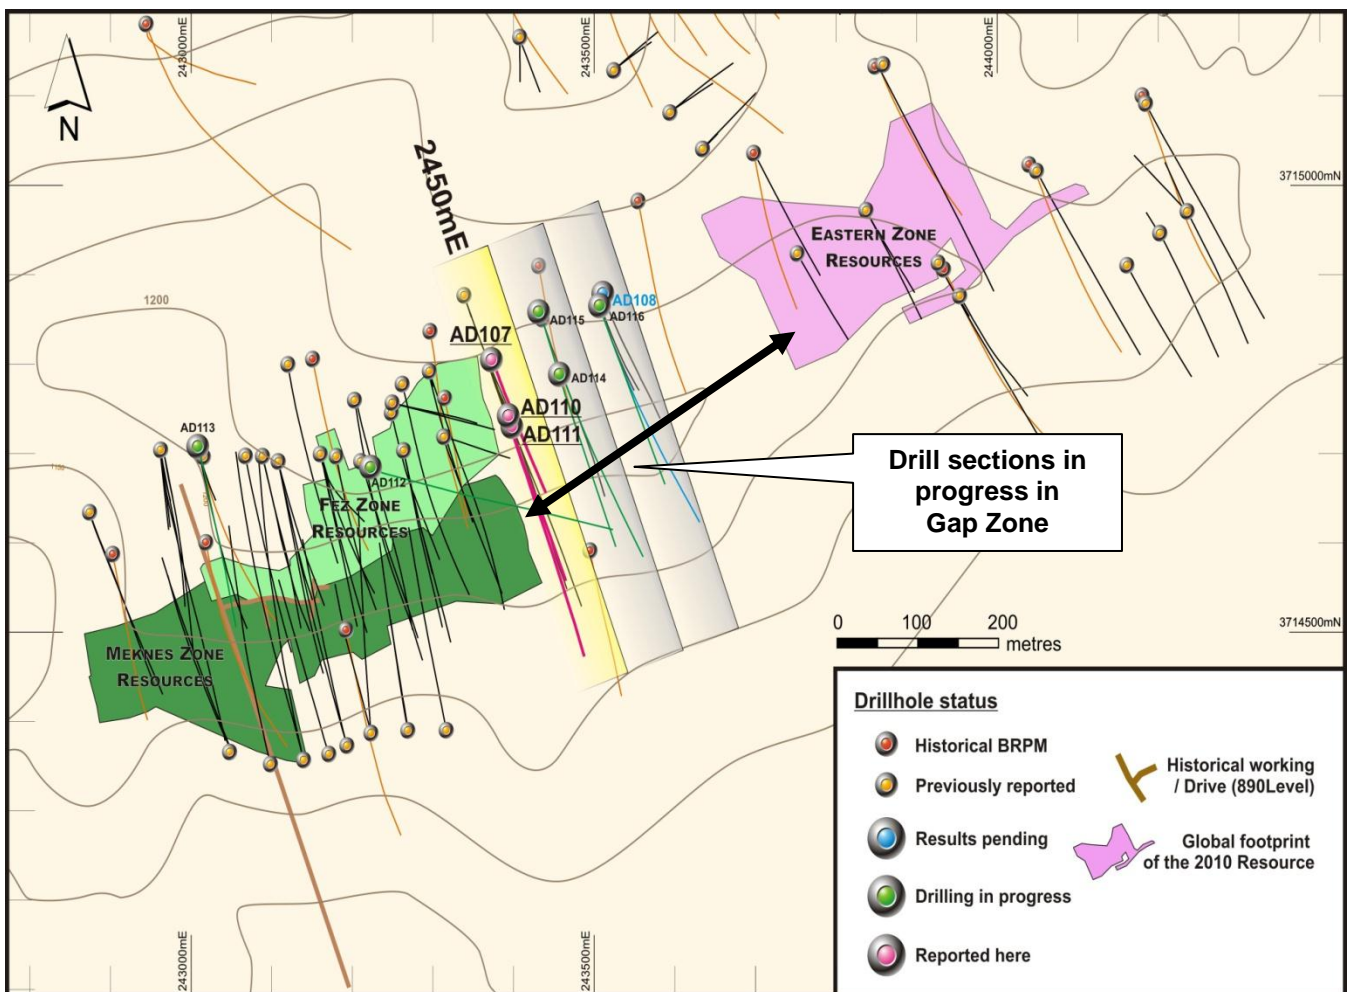 243000mE
243500mE
244000mE
N
2450mE
3715000mN
EASTERN ZONE
RESOURCES
1200
AD108
AD116
AD115
AD107
AD114
AD110
AD111
AD113
AD112
FEZ ZONE
RESOURCES
Drill sections in
progress in
Gap Zone
MEKNES ZONE
RESOURCES
3714500mN
0 100 200
metres
Drillhole status
Historical BRPM
Previously reported
Results pending
Drilling in progress
Reported here
Historical working
/ Drive (890Level)
Global footprint
of the 2010 Resource
243000mE
243500mE